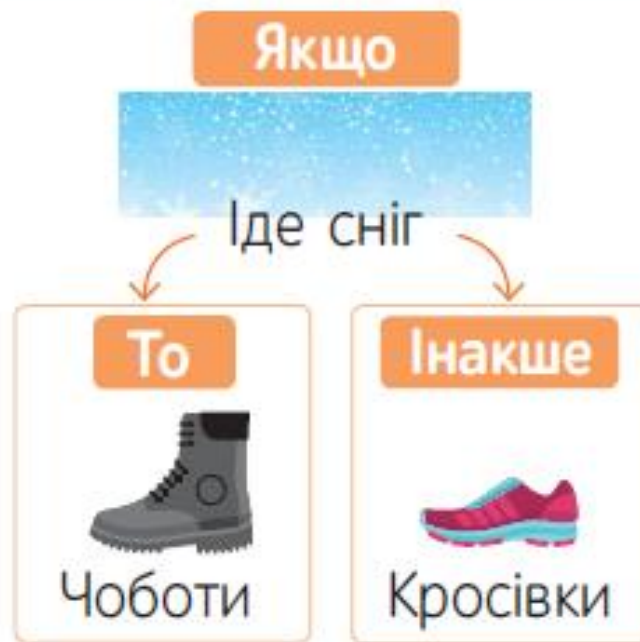 Якщо
Іде сніг
То
Інакше
Чоботи
Кросівки